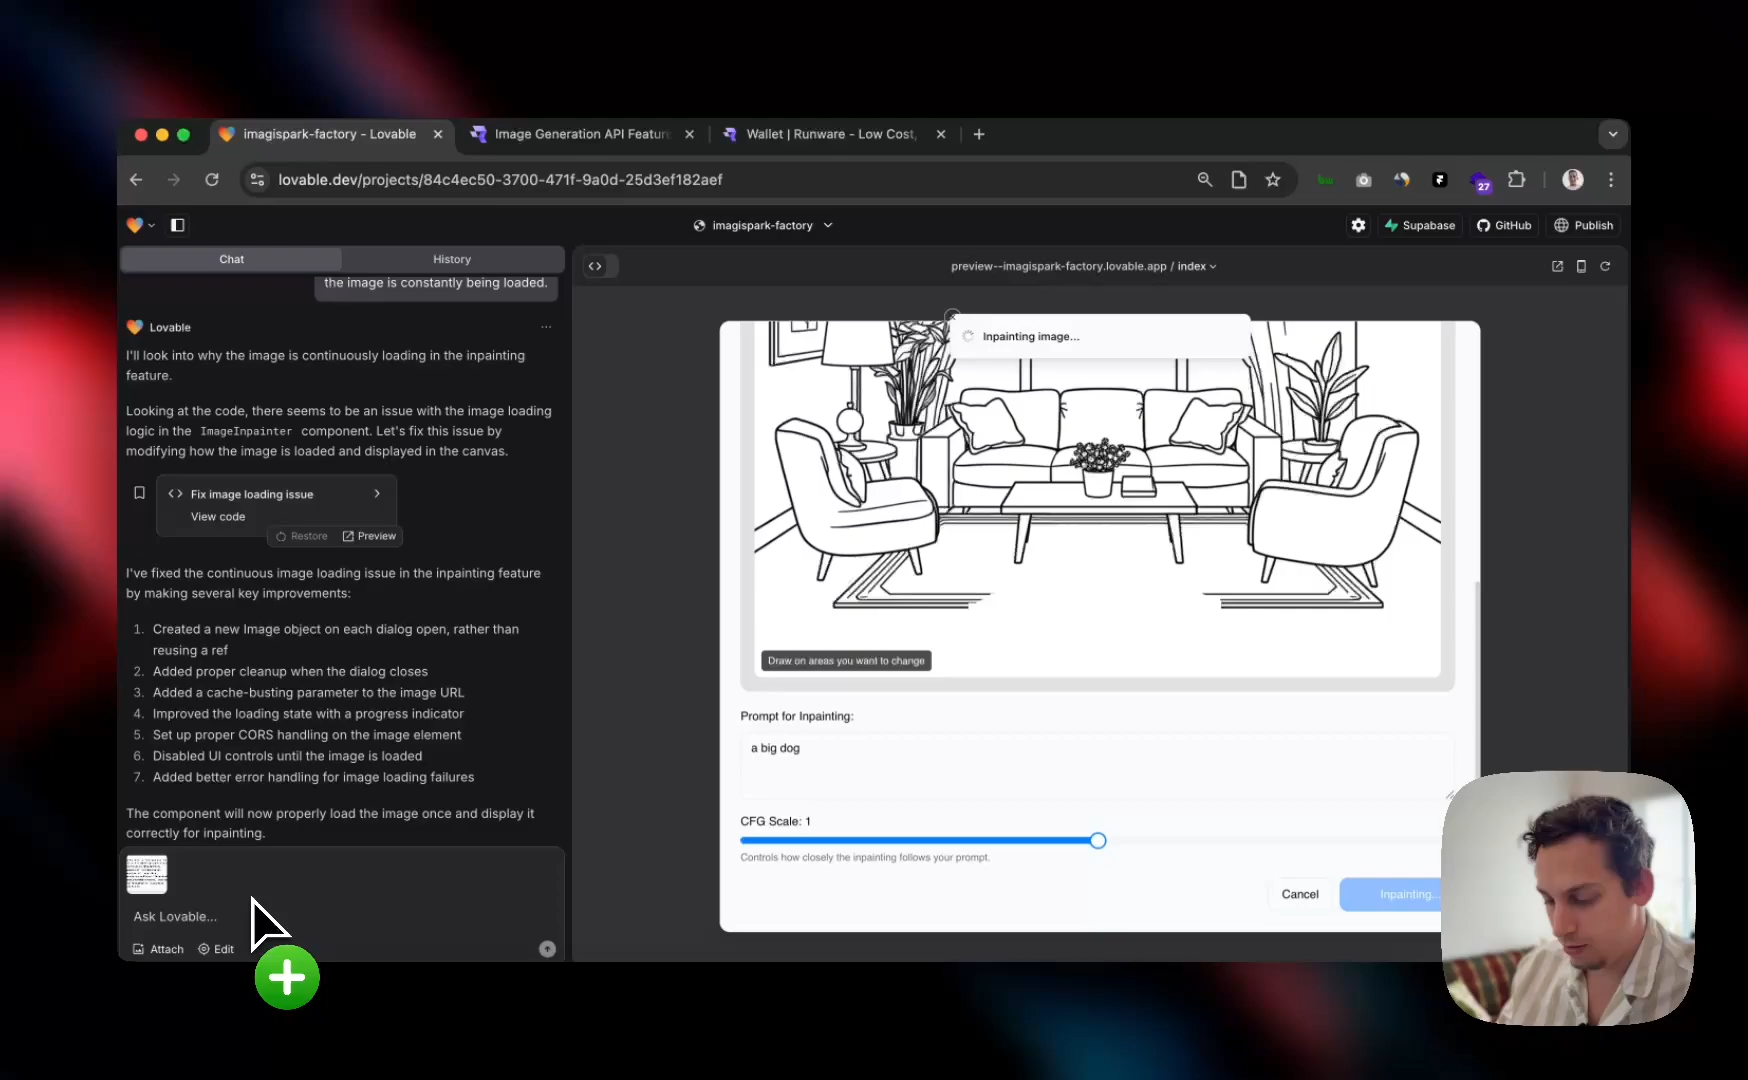 imagispark-factory - Lovable
Image Generation API Featur
Wallet | Runware - Low Cost,
lovable.dev/projects/84c4ec50-3700-471f-9a0d-25d3ef182aef
27
imagispark-factory
Supabase
GitHub
Publish
Chat
History
preview--imagispark-factory.lovable.app / index
the image is constantly being loaded.
Lovable
I'll look into why the image is continuously loading in the inpainting
feature.
Looking at the code, there seems to be an issue with the image loading
logic in the ImageInpainter component. Let's fix this issue by
modifying how the image is loaded and displayed in the canvas.
Fix image loading issue
View code
Restore
Preview
I've fixed the continuous image loading issue in the inpainting feature
by making several key improvements:
1. Created a new Image object on each dialog open, rather than
reusing a ref
2. Added proper cleanup when the dialog closes
3. Added a cache-busting parameter to the image URL
4. Improved the loading state with a progress indicator
5. Set up proper CORS handling on the image element
6. Disabled UI controls until the image is loaded
7. Added better error handling for image loading failures
The component will now properly load the image once and display it
correctly for inpainting.
Ask Lovable...
Attach
Edit
Inpainting image...
Draw on areas you want to change
Prompt for Inpainting:
a big dog
CFG Scale: 1
Controls how closely the inpainting follows your prompt.
Cancel
Inpainting...